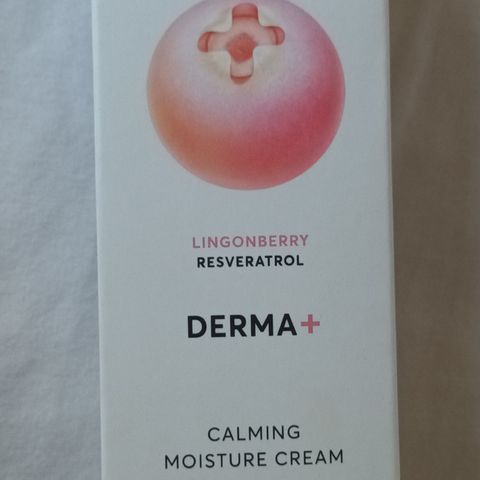 LINGONBERRY
RESVERATROL
DERMA+
CALMING
MOISTURE CREAM